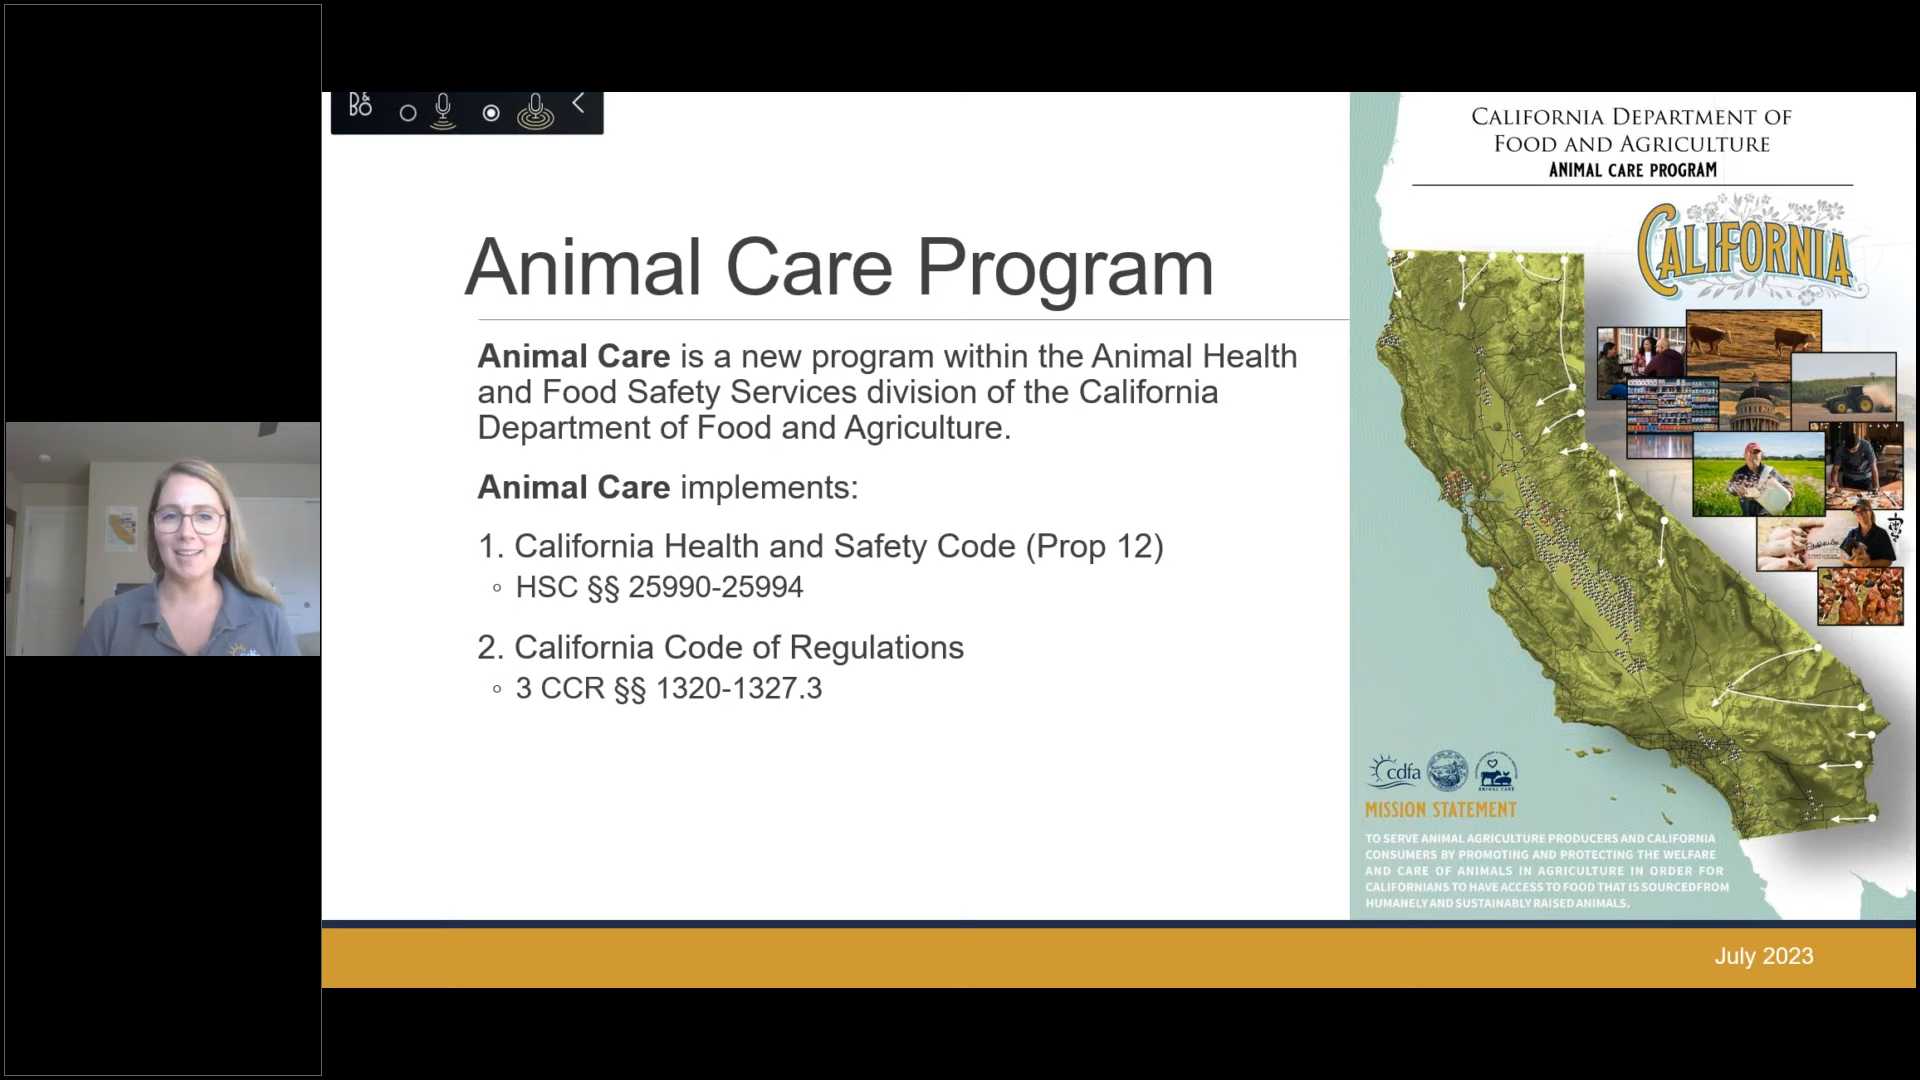 Animal Care Program
Animal Care is a new program within the Animal Health
and Food Safety Services division of the California
Department of Food and Agriculture.
Animal Care implements:
1. California Health and Safety Code (Prop 12)
◦ HSC §§ 25990-25994
2. California Code of Regulations
◦ 3 CCR §§ 1320-1327.3
CALIFORNIA DEPARTMENT OF
FOOD AND AGRICULTURE
ANIMAL CARE PROGRAM
CALIFORNIA
cdfa
ANIMAL CARE
MISSION STATEMENT
TO SERVE ANIMAL AGRICULTURE PRODUCERS AND CALIFORNIA
CONSUMERS BY PROMOTING AND PROTECTING THE WELFARE
AND CARE OF ANIMALS IN AGRICULTURE IN ORDER FOR
CALIFORNIANS TO HAVE ACCESS TO FOOD THAT IS SOURCEDFROM
HUMANELY AND SUSTAINABLY RAISED ANIMALS.
July 2023
cdfa